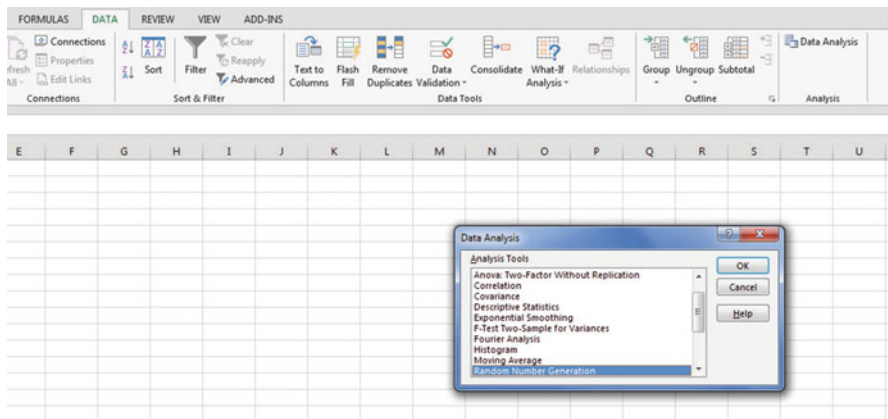 FORMULAS DATA REVIEW VIEW ADD-INS
Connections
Properties
Edit Links
Connections
Sort
Filter
Clear
Reapply
Advanced
Sort & Filter
Text to Columns
Flash Fill
Remove Duplicates
Data Validation
Consolidate
What-If Analysis
Relationships
Data Tools
Group
Ungroup
Subtotal
Outline
Data Analysis
Analysis
E F G H I J K L M N O P Q R S T U
Data Analysis
Analysis Tools
Anova: Two-Factor Without Replication
Correlation
Covariance
Descriptive Statistics
Exponential Smoothing
F-Test Two-Sample for Variances
Fourier Analysis
Histogram
Moving Average
Random Number Generation
OK
Cancel
Help